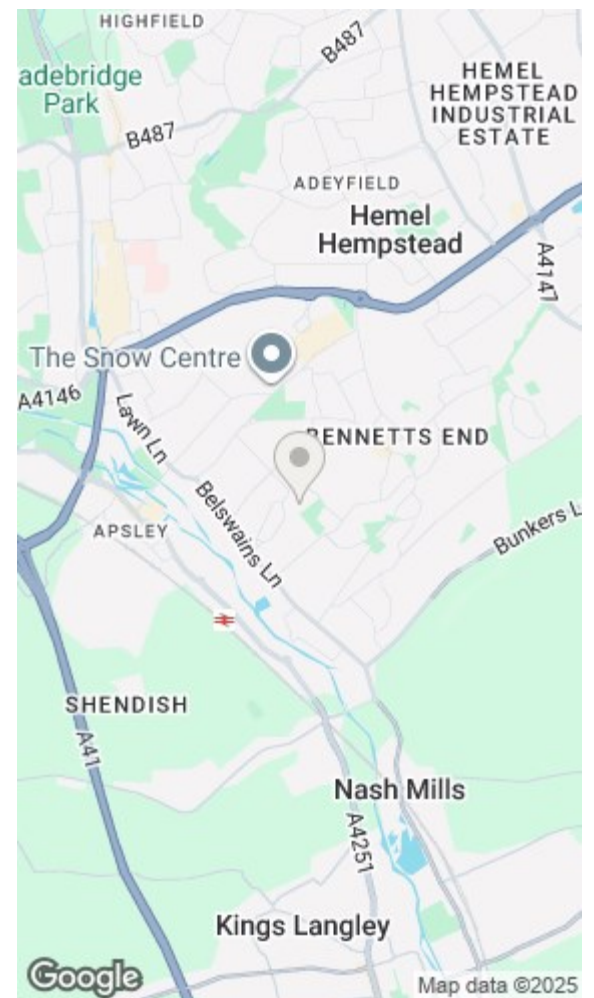 HIGHFIELD
B487
adebridge
Park
HEMEL
HEMPSTEAD
INDUSTRIAL
ESTATE
B487
ADEYFIELD
Hemel
Hempstead
A4147
The Snow Centre
A4146
Lawn Ln
BENNETTS END
Belswains Ln
Bunkers L
APSLEY
SHENDISH
A41
Nash Mills
A4251
Kings Langley
Google
Map data ©2025